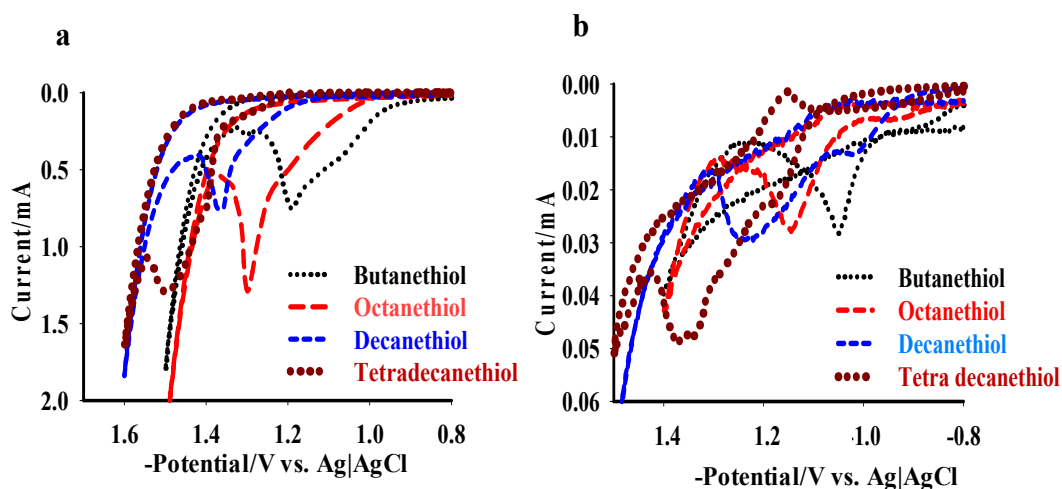 a
0.0
0.5
1.0
1.5
2.0
Current/mA
Butanethiol
Octanethiol
Decanethiol
Tetradecanethiol
1.6 1.4 1.2 1.0 0.8
-Potential/V vs. Ag|AgCl
b
0.00
0.01
0.02
0.03
0.04
0.05
0.06
Current/mA
Butanethiol
Octanethiol
Decanethiol
Tetra decanethiol
1.4 1.2 -1.0 -0.8
-Potential/V vs. Ag|AgCl